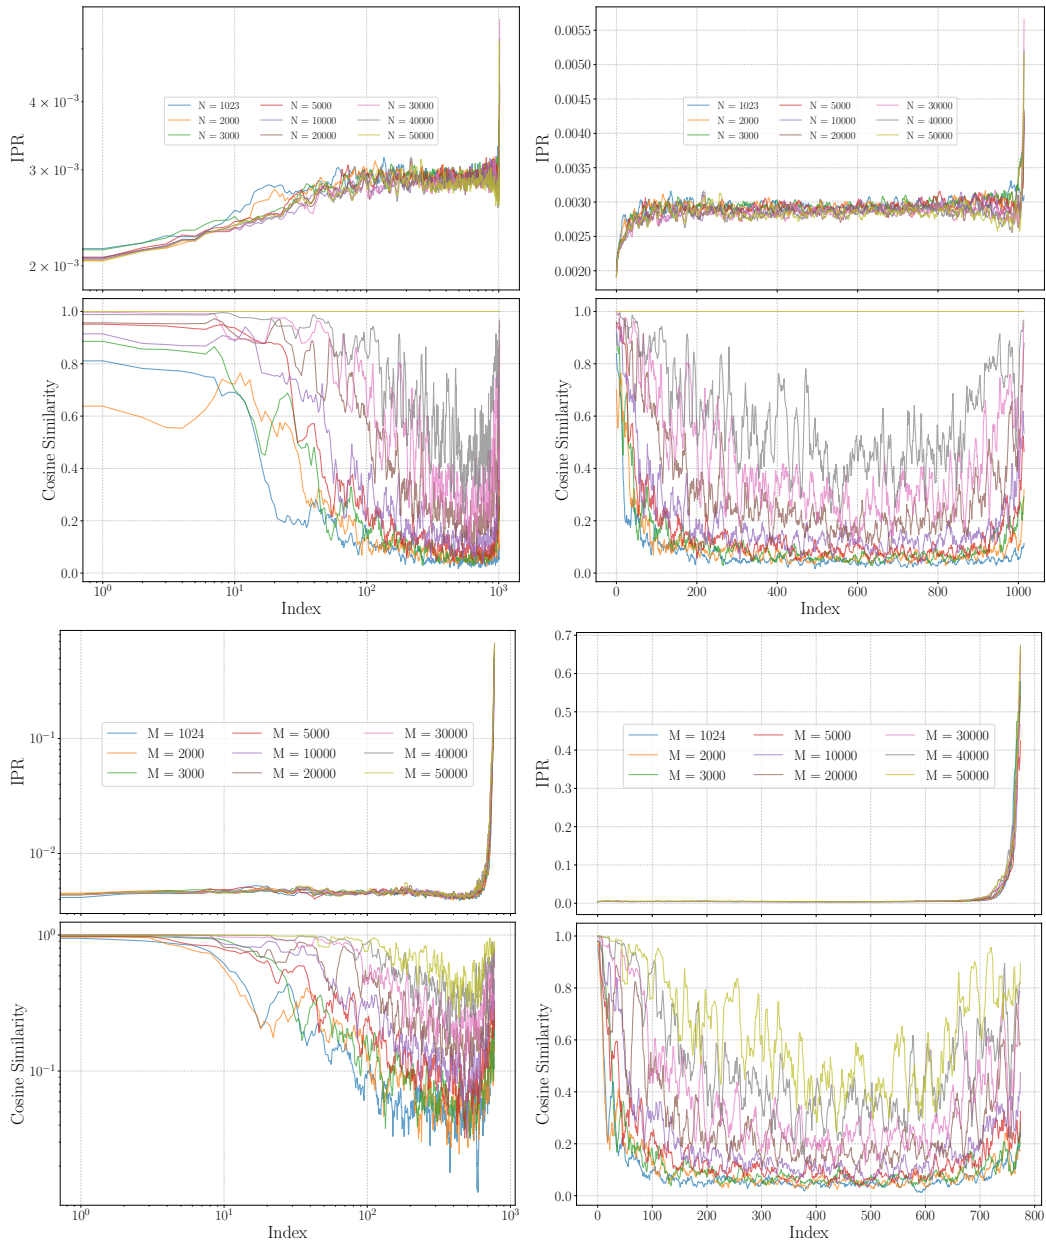 IPR
4 × 10⁻³
3 × 10⁻³
2 × 10⁻³
N = 1023
N = 5000
N = 30000
N = 2000
N = 10000
N = 40000
N = 3000
N = 20000
N = 50000
IPR
0.0055
0.0050
0.0045
0.0040
0.0035
0.0030
0.0025
0.0020
N = 1023
N = 5000
N = 30000
N = 2000
N = 10000
N = 40000
N = 3000
N = 20000
N = 50000
Cosine Similarity
1.0
0.8
0.6
0.4
0.2
0.0
10⁰
10¹
10²
10³
Index
Cosine Similarity
1.0
0.8
0.6
0.4
0.2
0.0
0
200
400
600
800
1000
Index
IPR
10⁻¹
10⁻²
M = 1024
M = 5000
M = 30000
M = 2000
M = 10000
M = 40000
M = 3000
M = 20000
M = 50000
IPR
0.7
0.6
0.5
0.4
0.3
0.2
0.1
0.0
M = 1024
M = 5000
M = 30000
M = 2000
M = 10000
M = 40000
M = 3000
M = 20000
M = 50000
Cosine Similarity
10⁰
10⁻¹
10⁰
10¹
10²
10³
Index
Cosine Similarity
1.0
0.8
0.6
0.4
0.2
0.0
0
100
200
300
400
500
600
700
800
Index